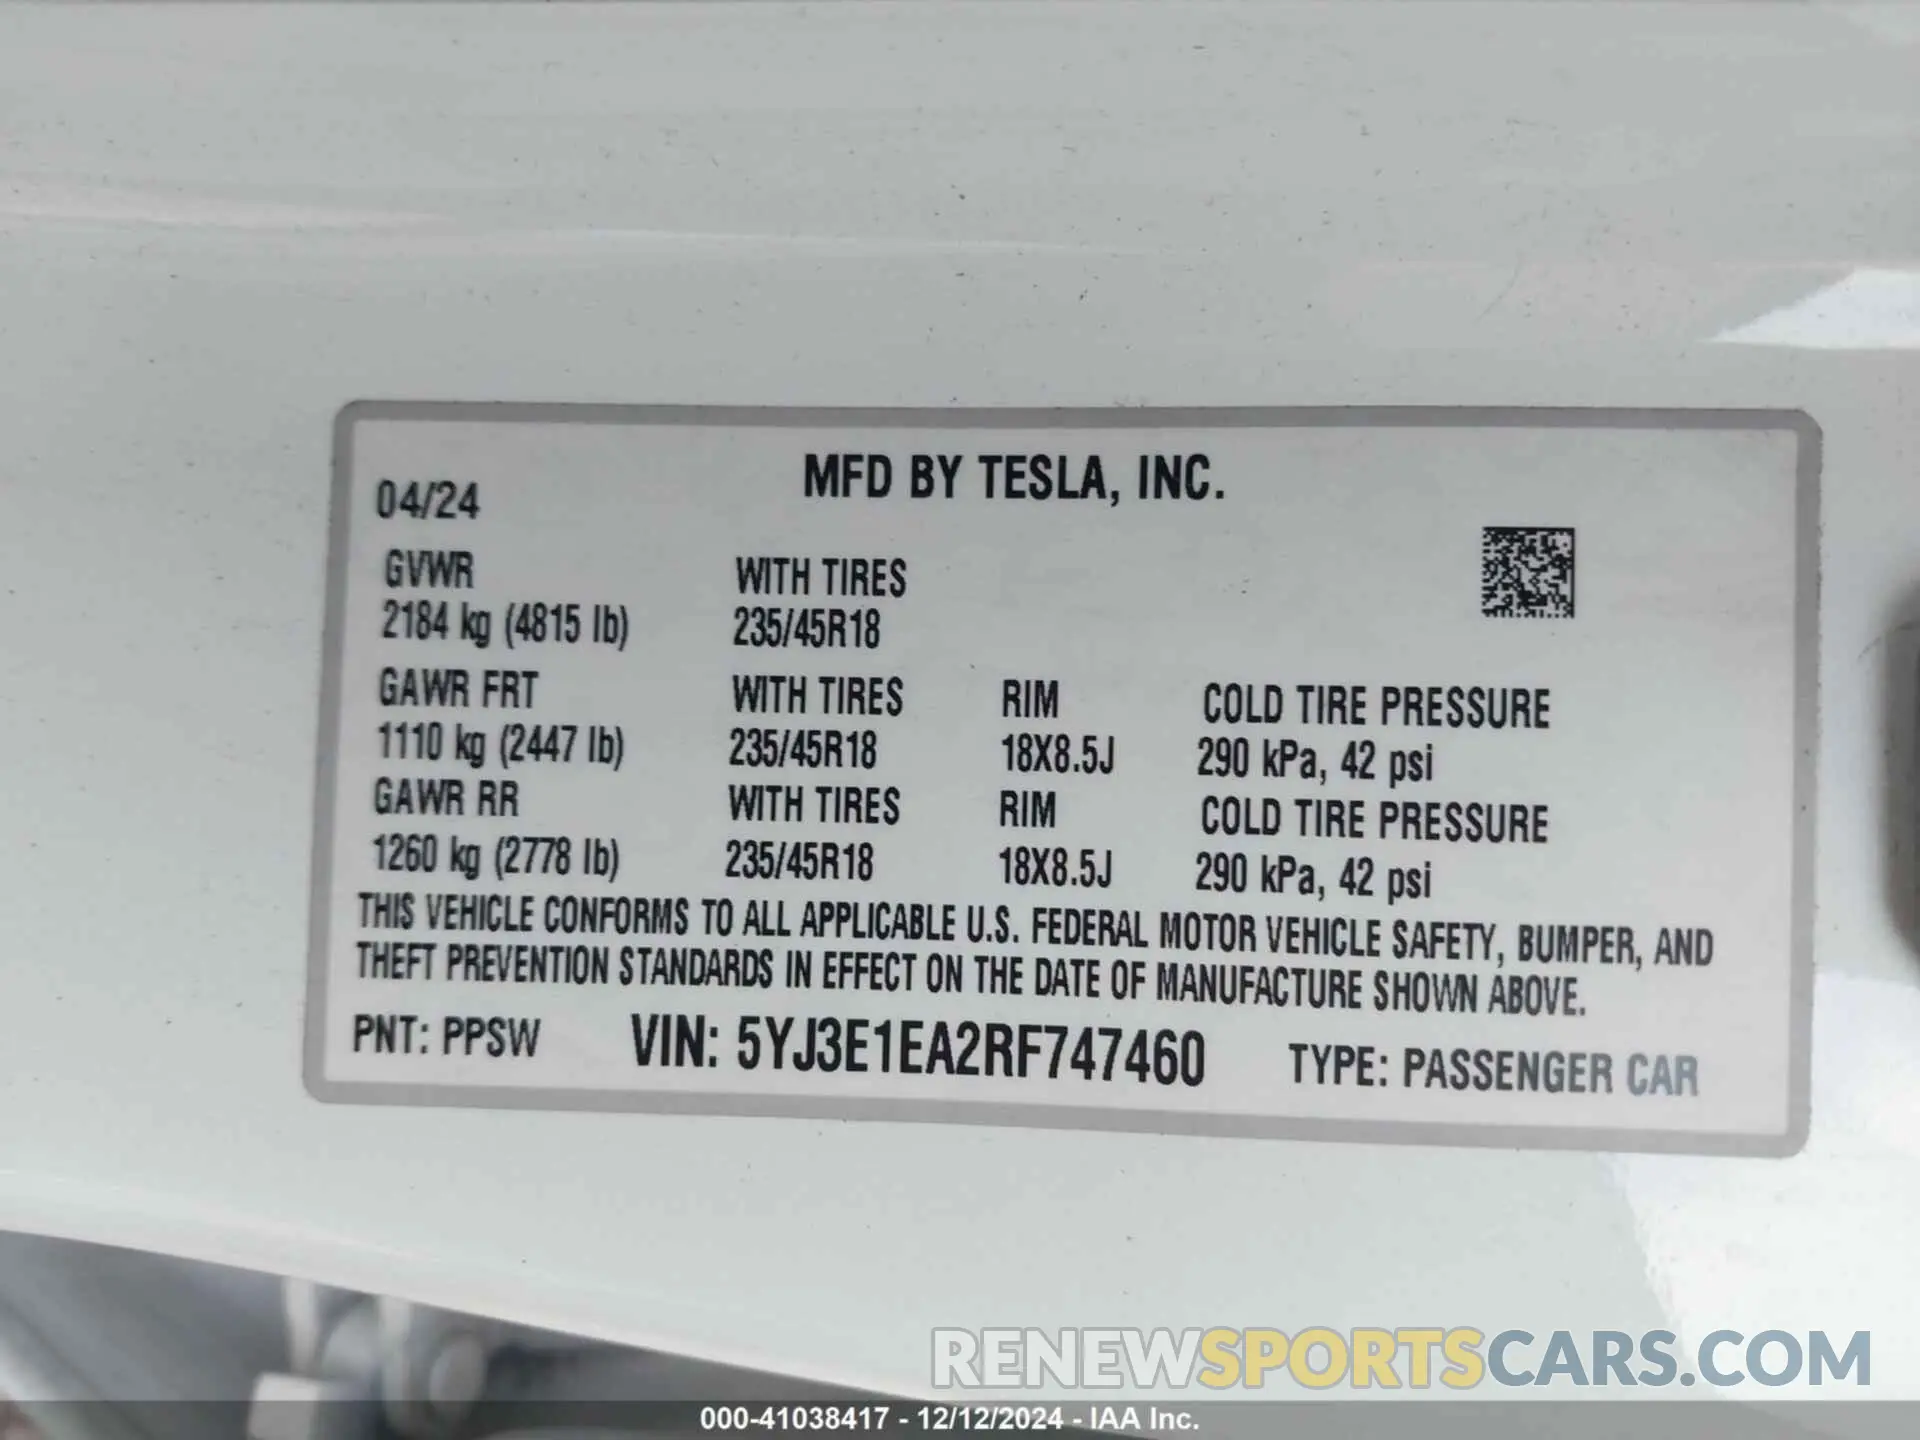 MFD BY TESLA, INC.
04/24
GVWR WITH TIRES
2184 kg (4815 lb) 235/45R18
GAWR FRT WITH TIRES RIM COLD TIRE PRESSURE
1110 kg (2447 lb) 235/45R18 18X8.5J 290 kPa, 42 psi
GAWR RR WITH TIRES RIM COLD TIRE PRESSURE
1260 kg (2778 lb) 235/45R18 18X8.5J 290 kPa, 42 psi
THIS VEHICLE CONFORMS TO ALL APPLICABLE U.S. FEDERAL MOTOR VEHICLE SAFETY, BUMPER, AND
THEFT PREVENTION STANDARDS IN EFFECT ON THE DATE OF MANUFACTURE SHOWN ABOVE.
PNT: PPSW VIN: 5YJ3E1EA2RF747460 TYPE: PASSENGER CAR
RENEWSPORTSCARS.COM
000-41038417 - 12/12/2024 - IAA Inc.